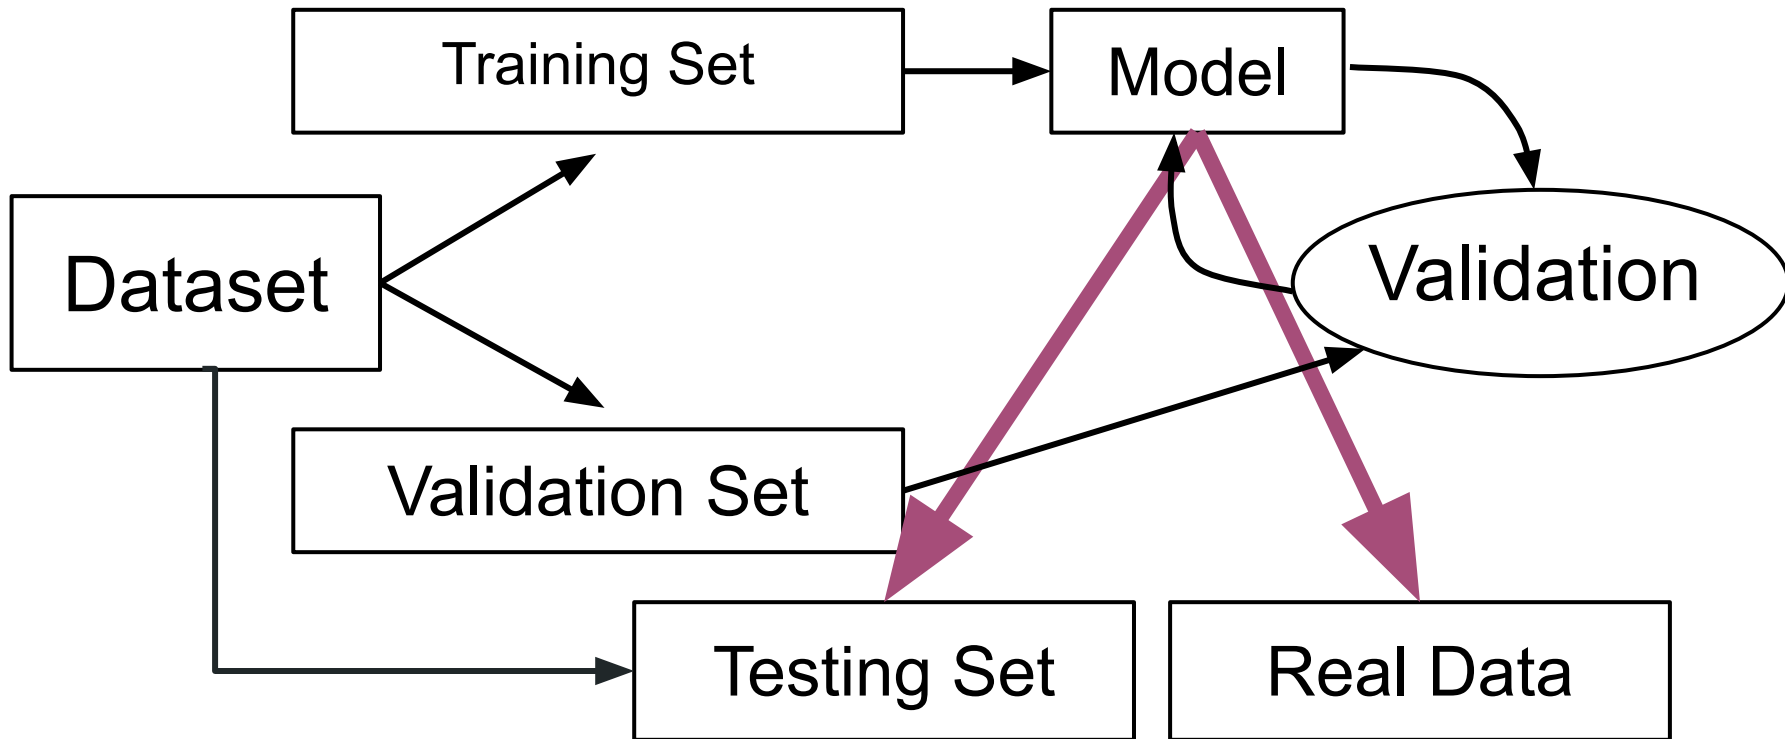 Training Set
Model
Dataset
Validation
Validation Set
Testing Set
Real Data